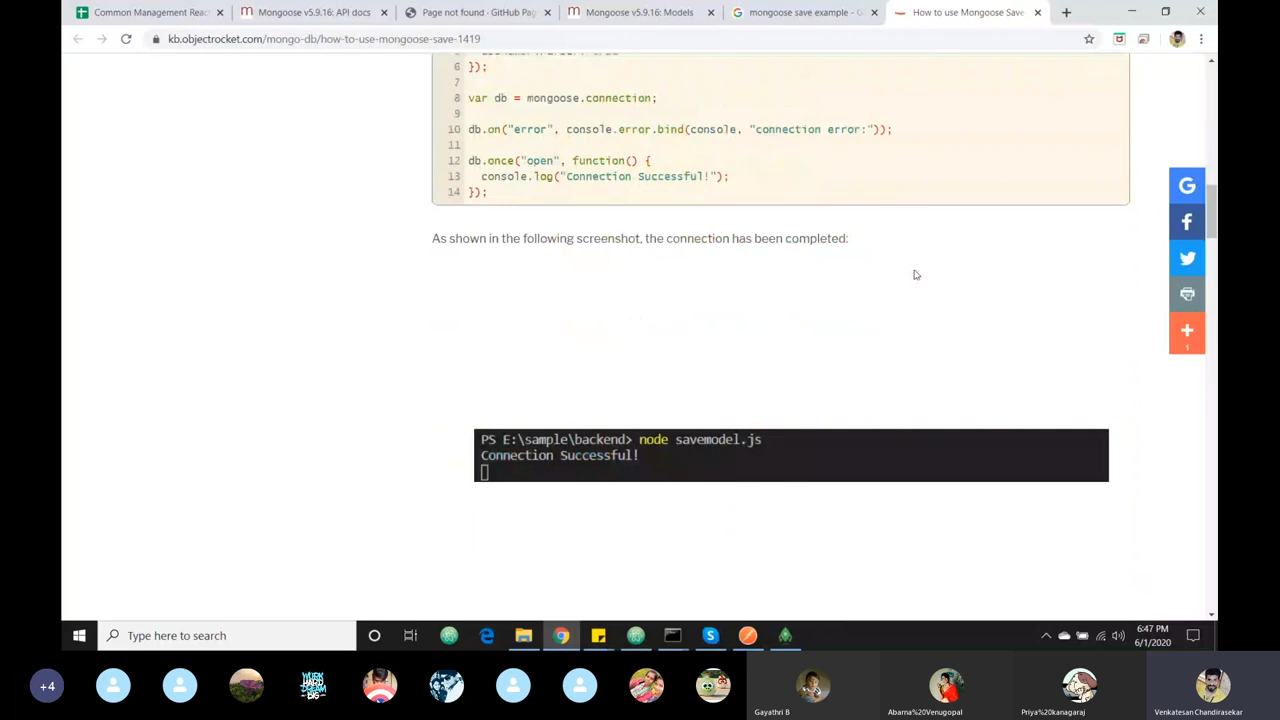 Common Management Reac
Mongoose v5.9.16: API docs
Page not found · GitHub Pag
Mongoose v5.9.16: Models
mongoose save example - G
How to use Mongoose Save
kb.objectrocket.com/mongo-db/how-to-use-mongoose-save-1419
6 });
7
8 var db = mongoose.connection;
9
10 db.on("error", console.error.bind(console, "connection error:"));
11
12 db.once("open", function() {
13 console.log("Connection Successful!");
14 });
As shown in the following screenshot, the connection has been completed:
1
PS E:\sample\backend> node savemodel.js
Connection Successful!
Type here to search
6:47 PM
6/1/2020
+4
Gayathri B
Abarna%20Venugopal
Priya%20kanagaraj
Venkatesan Chandirasekar